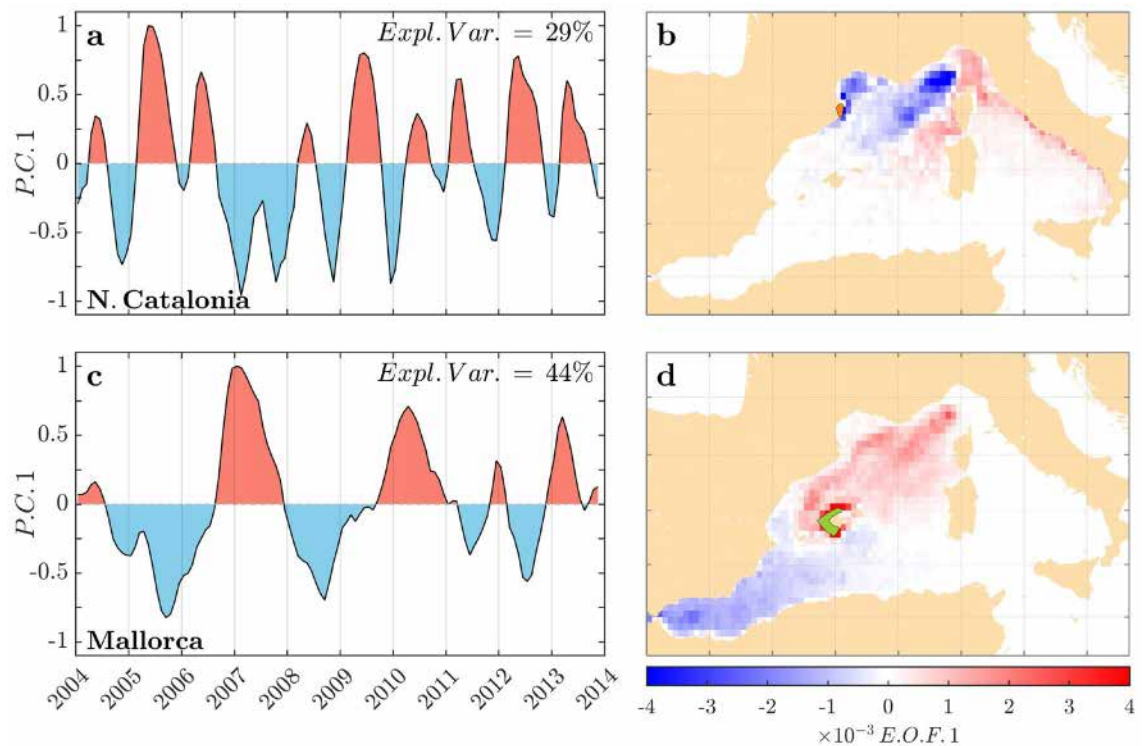 a
Expl.Var. = 29%
1
0.5
0
-0.5
-1
P.C.1
N. Catalonia
b
c
Expl.Var. = 44%
1
0.5
0
-0.5
-1
P.C.1
Mallorca
2004 2005 2006 2007 2008 2009 2010 2011 2012 2013 2014
d
-4 -3 -2 -1 0 1 2 3 4
×10⁻³ E.O.F.1